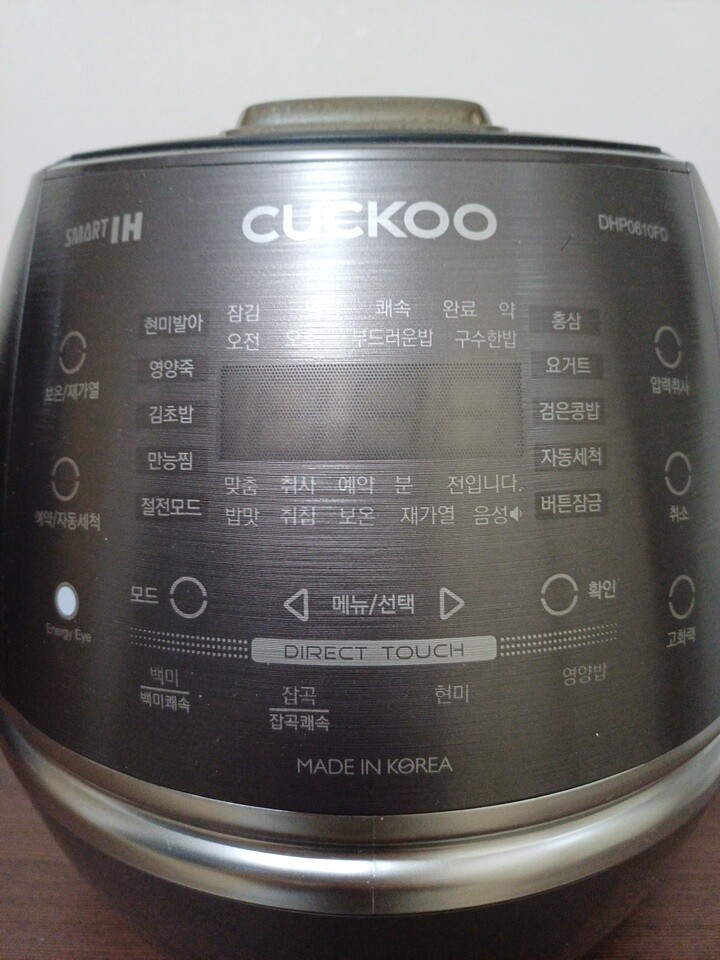 SMART IH
CUCKOO
DHP0610FD
현미발아
영양죽
김초밥
만능찜
절전모드
잠김 쾌속 완료 약
오전 오후 부드러운밥 구수한밥
맞춤 취사 예약 분 전입니다.
밥맛 취침 보온 재가열 음성
홍삼
요거트
검은콩밥
자동세척
버튼잠금
보온/재가열
예약/자동세척
Energy Eye
압력취사
취소
고화력
모드
메뉴/선택
확인
DIRECT TOUCH
백미
백미쾌속
잡곡
잡곡쾌속
현미
영양밥
MADE IN KOREA